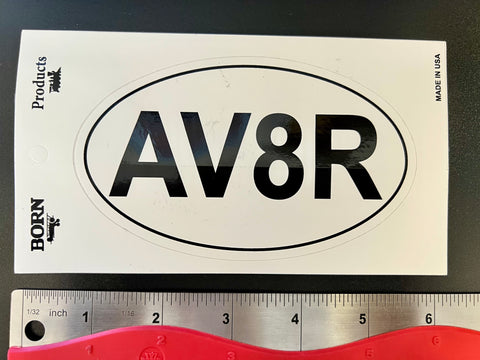 BORN
Products
AV8R
MADE IN USA
1/32 inch 1 1/16 2 3 4 5 6